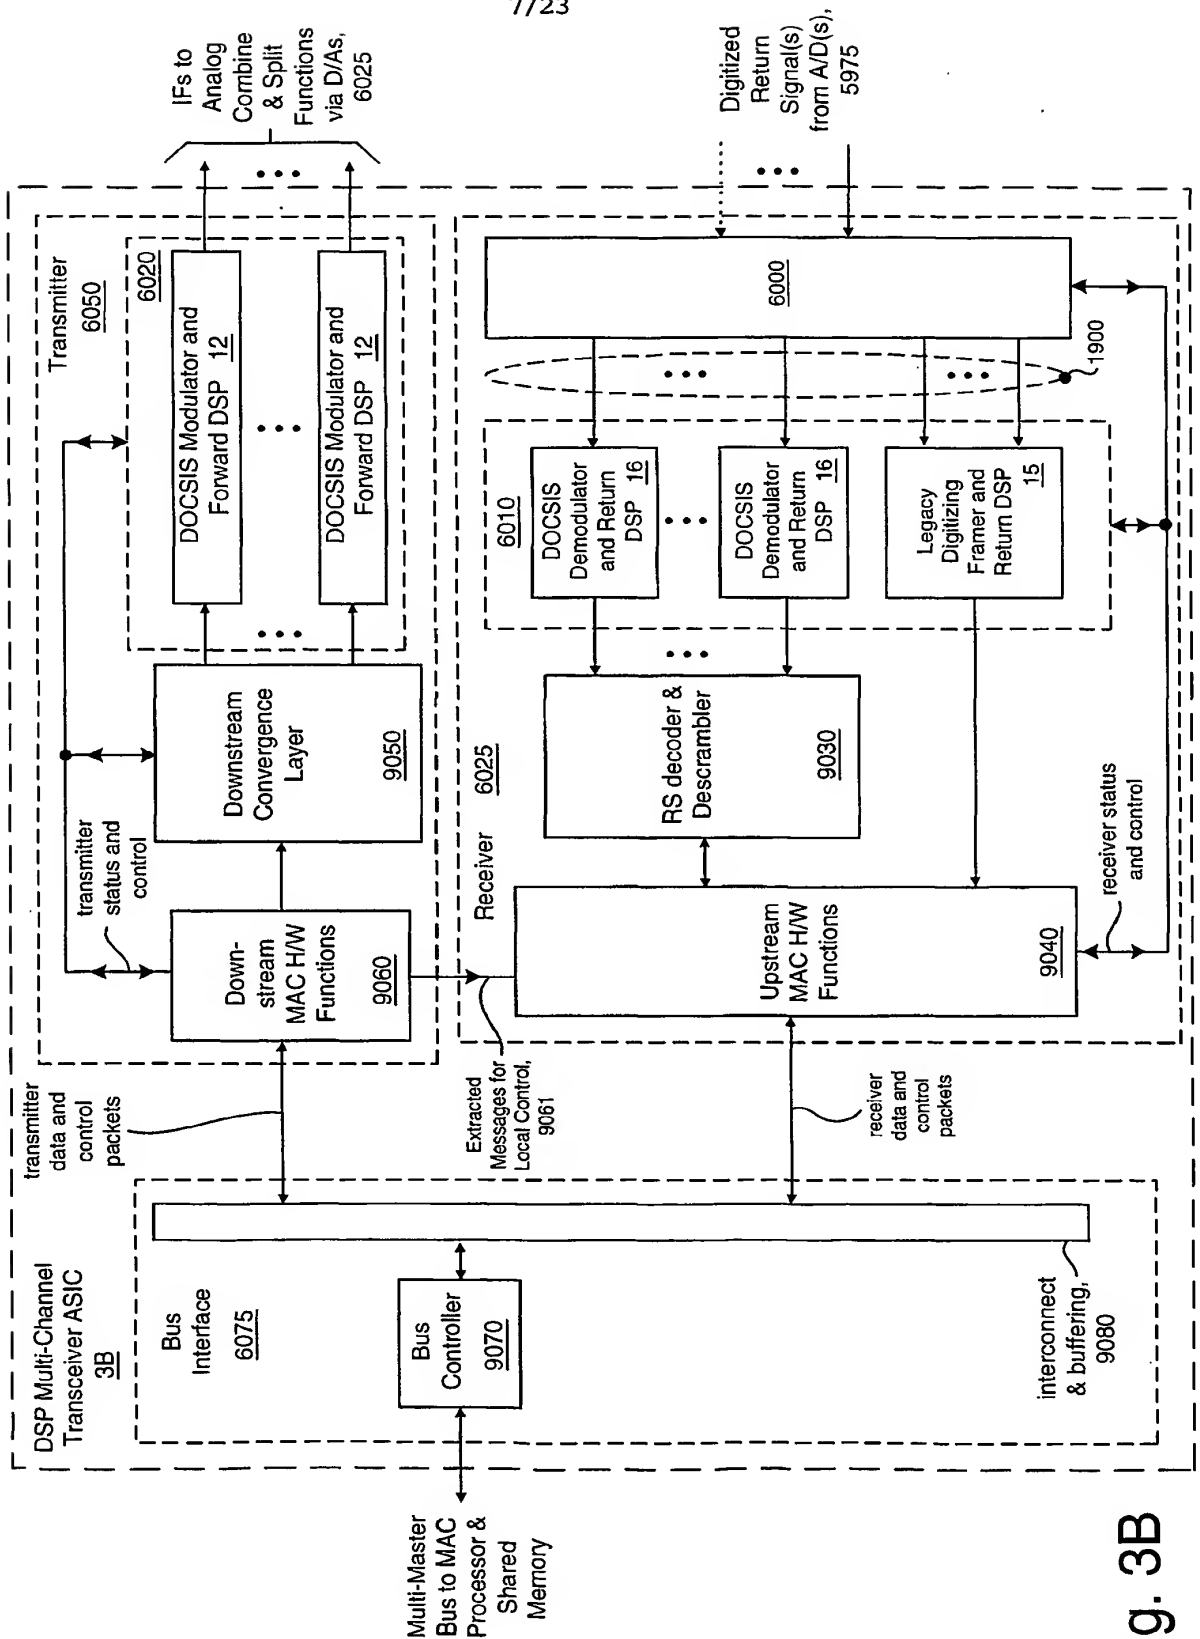 7/23
DSP Multi-Channel
Transceiver ASIC
3B
Multi-Master
Bus to MAC
Processor &
Shared
Memory
Bus
Interface
6075
Bus
Controller
9070
interconnect
& buffering,
9080
transmitter
data and
control
packets
Extracted
Messages for
Local Control,
9061
receiver
data and
control
packets
Transmitter
6050
transmitter
status and
control
Down-
stream
MAC H/W
Functions
9060
Downstream
Convergence
Layer
9050
6020
DOCSIS Modulator and
Forward DSP 12
DOCSIS Modulator and
Forward DSP 12
IFs to
Analog
Combine
& Split
Functions
via D/As,
6025
Receiver
6025
Upstream
MAC H/W
Functions
9040
receiver status
and control
RS decoder &
Descrambler
9030
6010
DOCSIS
Demodulator
and Return
DSP 16
DOCSIS
Demodulator
and Return
DSP 16
Legacy
Digitizing
Framer and
Return DSP
15
1900
6000
Digitized
Return
Signal(s)
from A/D(s),
5975
g. 3B